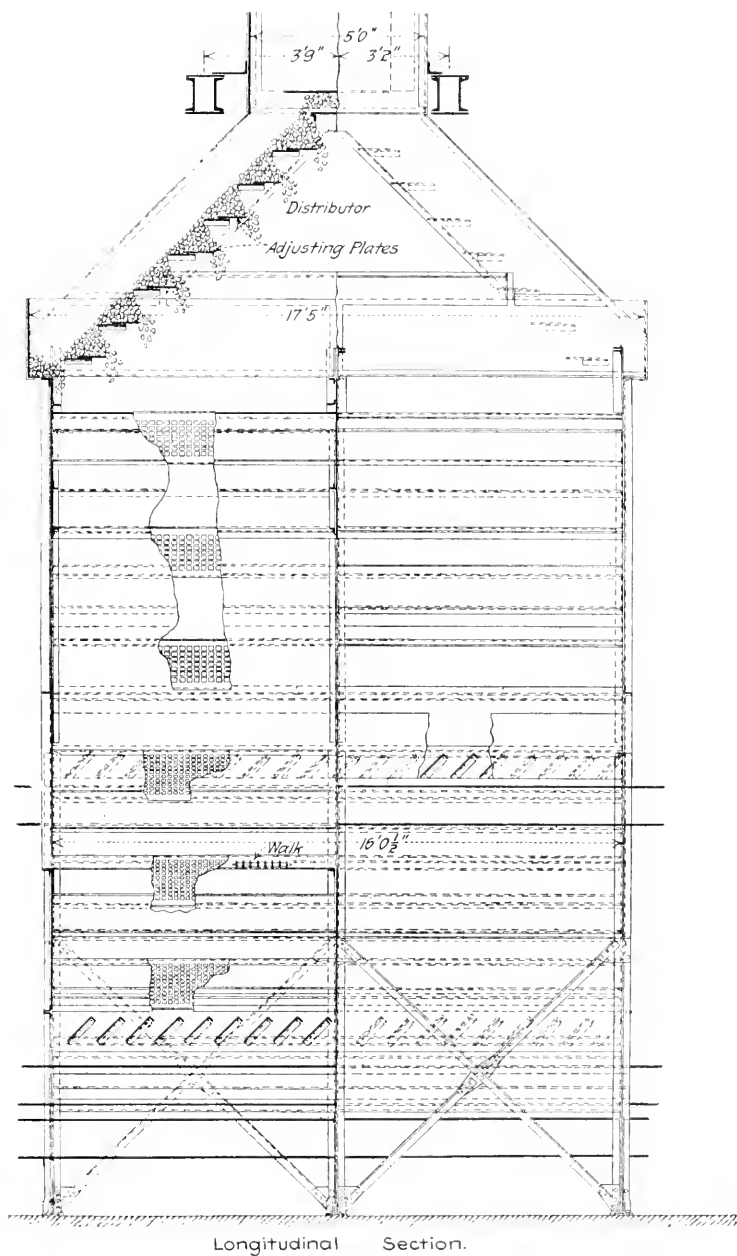 5'0"
3'9" 3'2"
Distributor
Adjusting Plates
17'5"
16'0½"
Walk
Longitudinal Section.